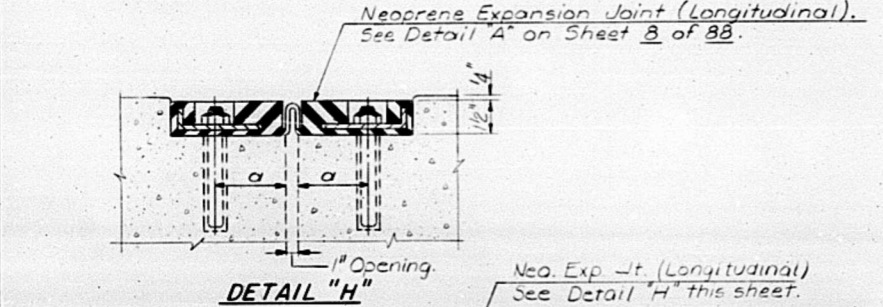 Neoprene Expansion Joint (Longitudinal).
See Detail "A" on Sheet 8 of 88.
1/4"
1/2"
a a
1" Opening.
DETAIL "H"
Neo. Exp. Jt. (Longitudinal)
See Detail "H" this sheet.